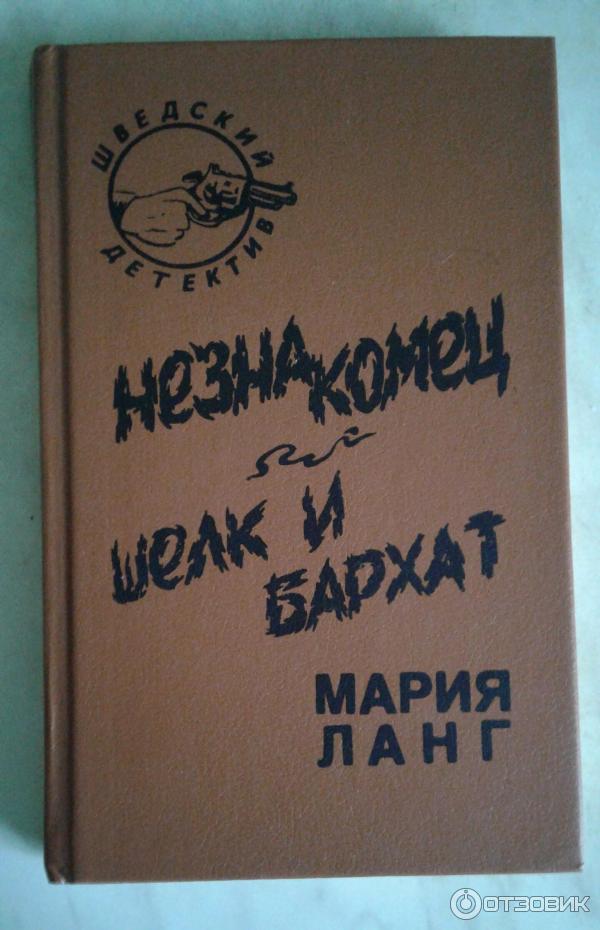 ШВЕДСКИЙ
ДЕТЕКТИВ
НЕЗНАКОМЕЦ
ШЕЛК И
БАРХАТ
МАРИЯ
ЛАНГ
ОТЗОВИК